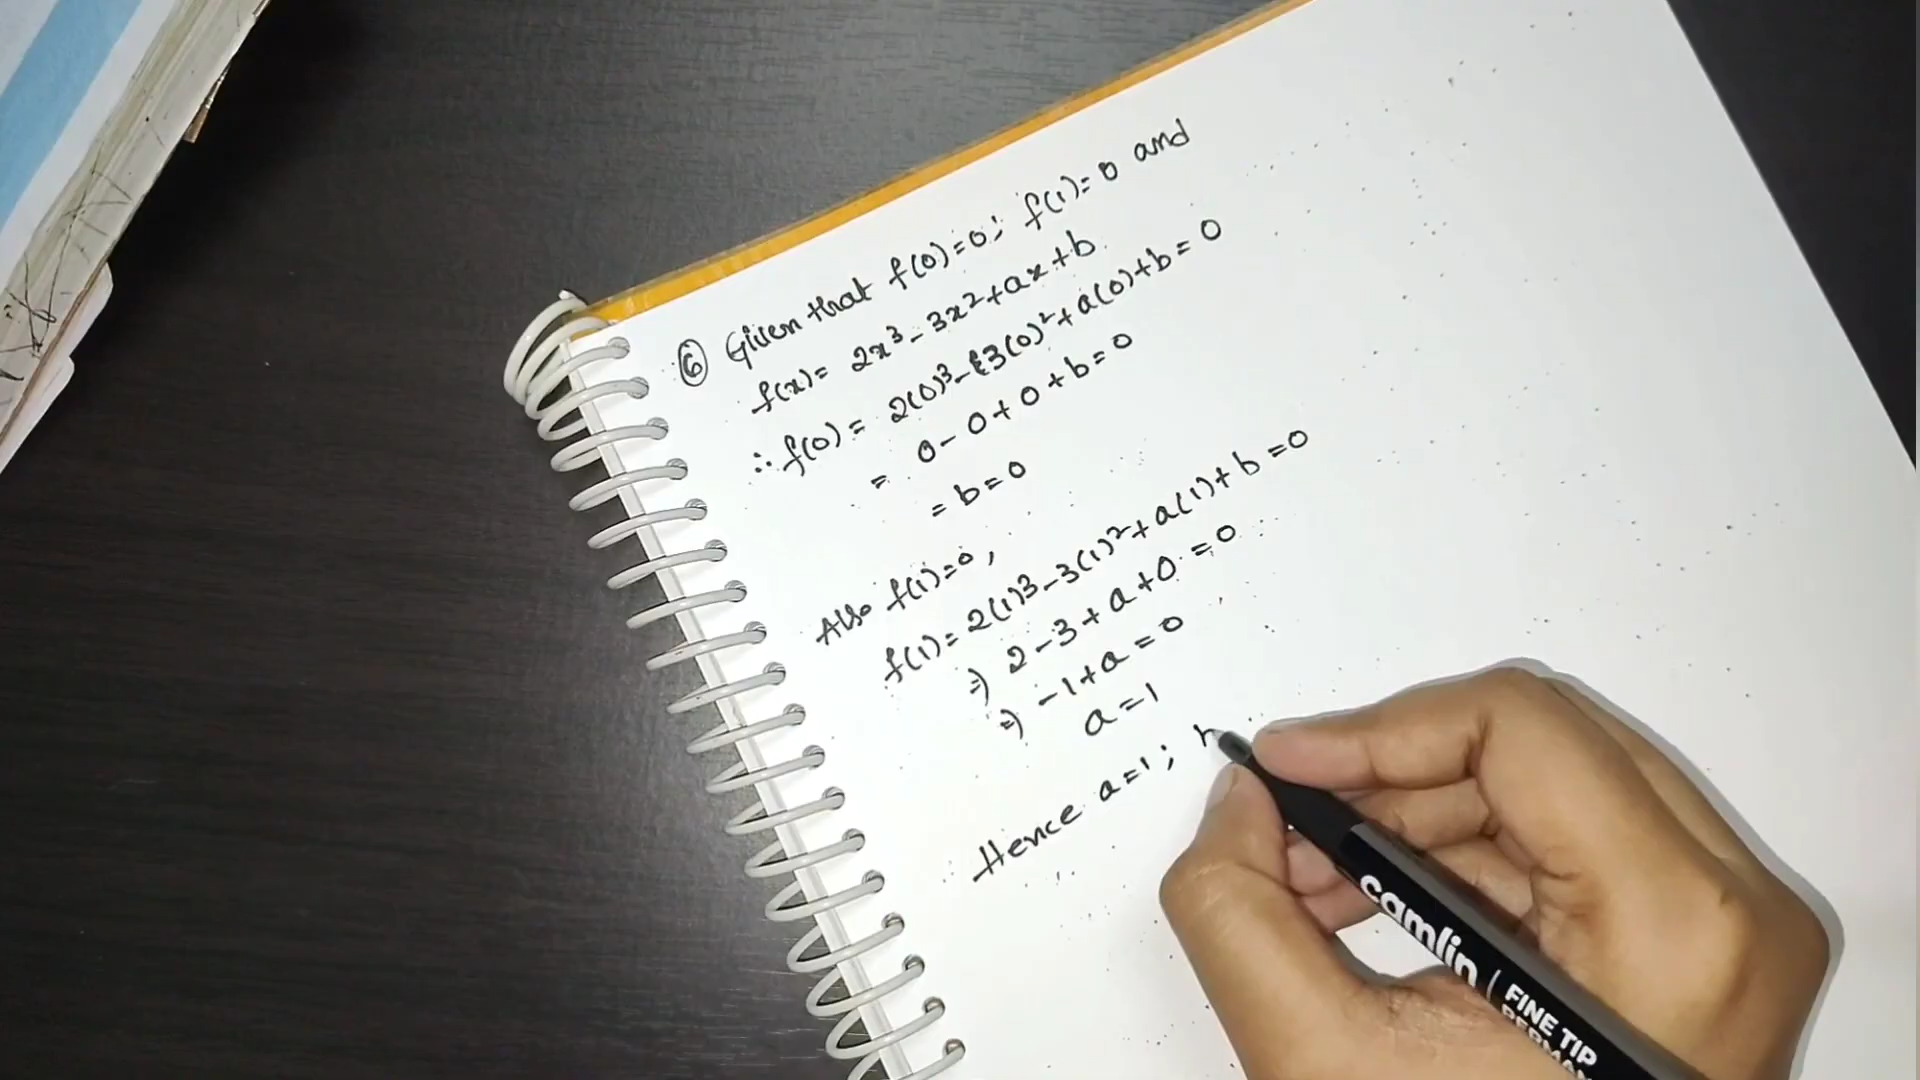 ⑥ Given that f(0)=0; f(1)=0 and
f(x)= 2x³-3x²+ax+b
∴ f(0)= 2(0)³-3(0)²+a(0)+b=0
= 0-0+0+b=0
= b=0
Also f(1)=0,
f(1)= 2(1)3-3(1)²+a(1)+b=0
⇒ 2-3+a+0=0
⇒ -1+a=0
a=1
Hence a=1;
camlin
FINE TIP